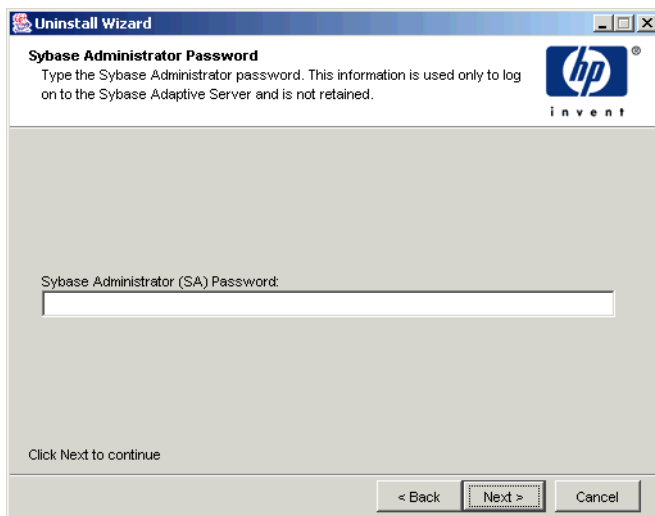 Uninstall Wizard
Sybase Administrator Password
Type the Sybase Administrator password. This information is used only to log
on to the Sybase Adaptive Server and is not retained.
hp
®
invent
Sybase Administrator (SA) Password:
Click Next to continue
< Back Next > Cancel